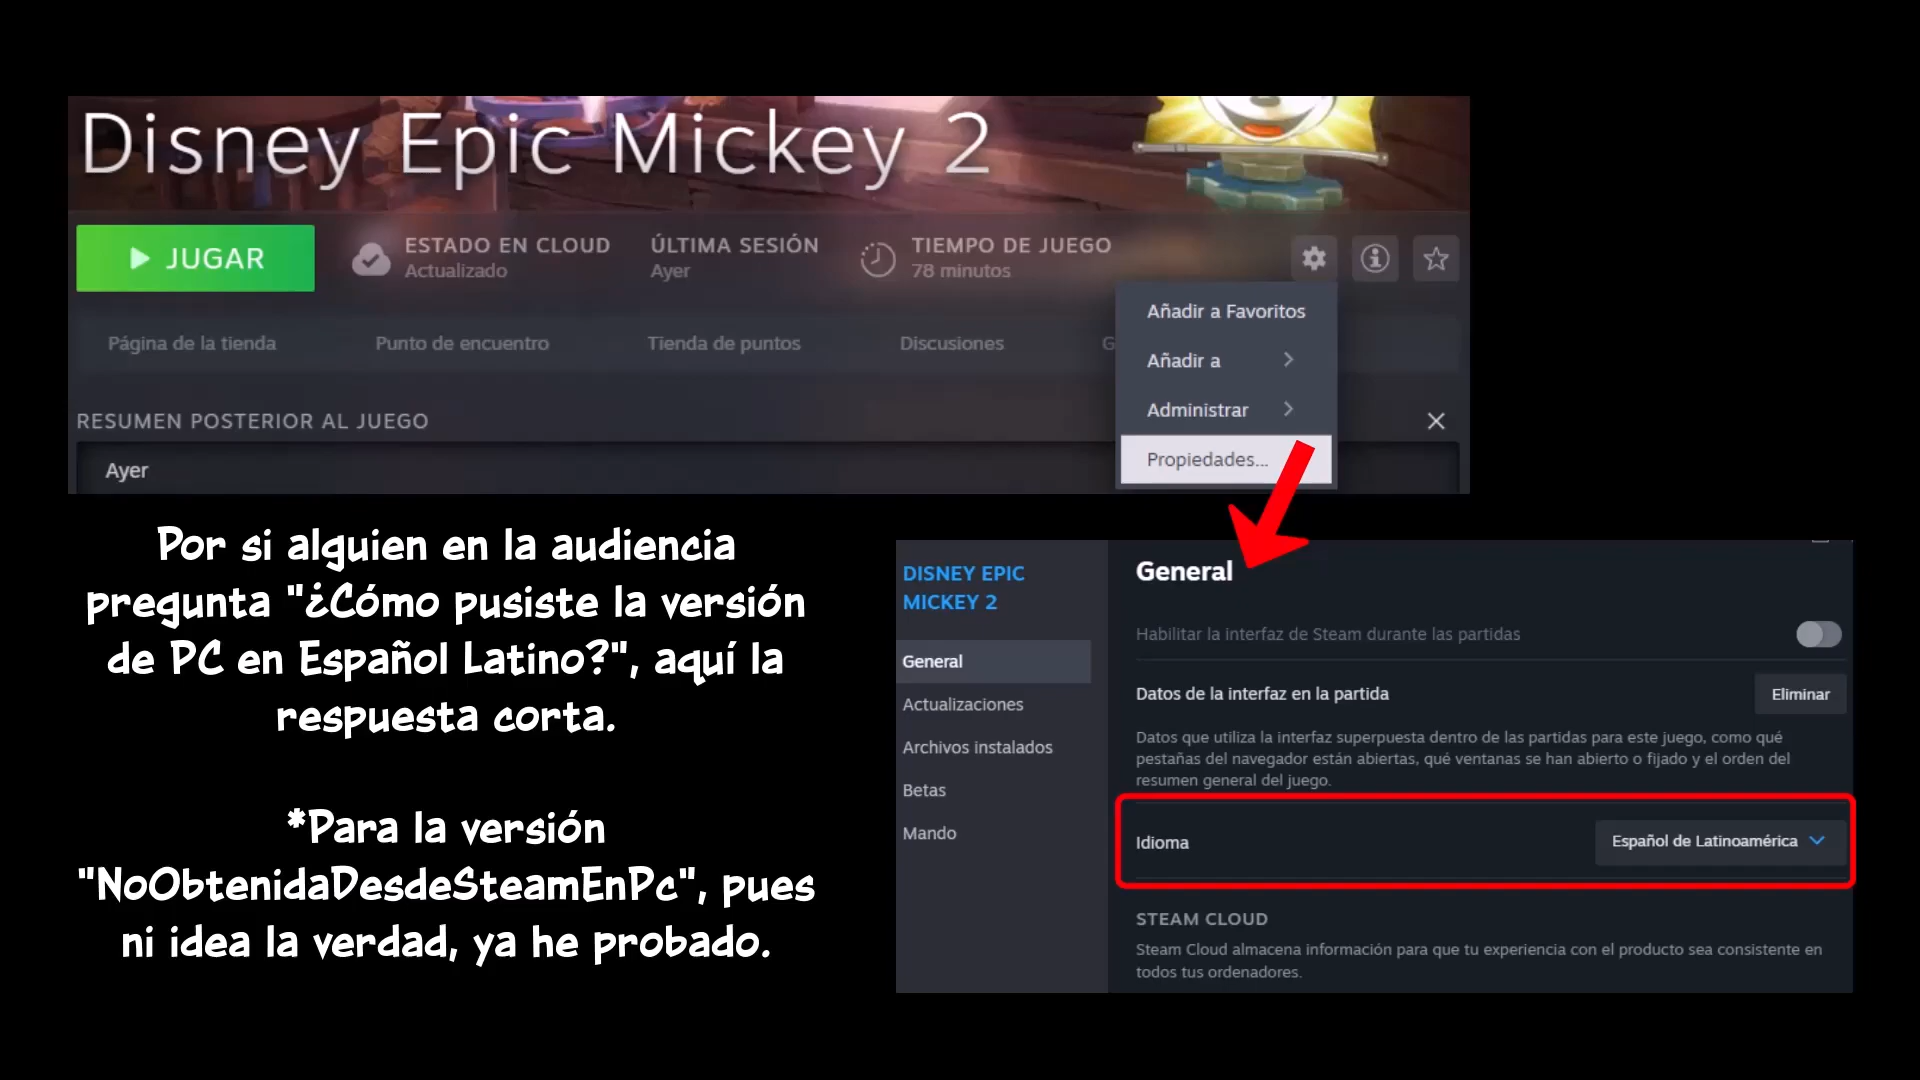 Disney Epic Mickey 2
JUGAR
ESTADO EN CLOUD
Actualizado
ÚLTIMA SESIÓN
Ayer
TIEMPO DE JUEGO
78 minutos
Añadir a Favoritos
Página de la tienda
Punto de encuentro
Tienda de puntos
Discusiones
G
Añadir a
Administrar
Propiedades...
RESUMEN POSTERIOR AL JUEGO
Ayer
Por si alguien en la audiencia
pregunta "¿Cómo pusiste la versión
de PC en Español Latino?", aquí la
respuesta corta.
*Para la versión
"NoObtenidaDesdeSteamEnPc", pues
ni idea la verdad, ya he probado.
DISNEY EPIC
MICKEY 2
General
Actualizaciones
Archivos instalados
Betas
Mando
General
Habilitar la interfaz de Steam durante las partidas
Datos de la interfaz en la partida
Eliminar
Datos que utiliza la interfaz superpuesta dentro de las partidas para este juego, como qué
pestañas del navegador están abiertas, qué ventanas se han abierto o fijado y el orden del
resumen general del juego.
Idioma
Español de Latinoamérica
STEAM CLOUD
Steam Cloud almacena información para que tu experiencia con el producto sea consistente en
todos tus ordenadores.